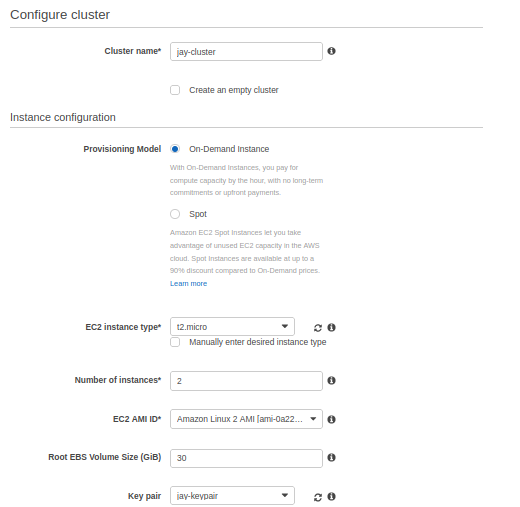 Configure cluster
Cluster name* jay-cluster
Create an empty cluster
Instance configuration
Provisioning Model On-Demand Instance
With On-Demand Instances, you pay for
compute capacity by the hour, with no long-term
commitments or upfront payments.
Spot
Amazon EC2 Spot Instances let you take
advantage of unused EC2 capacity in the AWS
cloud. Spot Instances are available at up to a
90% discount compared to On-Demand prices.
Learn more
EC2 instance type* t2.micro
Manually enter desired instance type
Number of instances* 2
EC2 AMI ID* Amazon Linux 2 AMI [ami-0a22...
Root EBS Volume Size (GiB) 30
Key pair jay-keypair